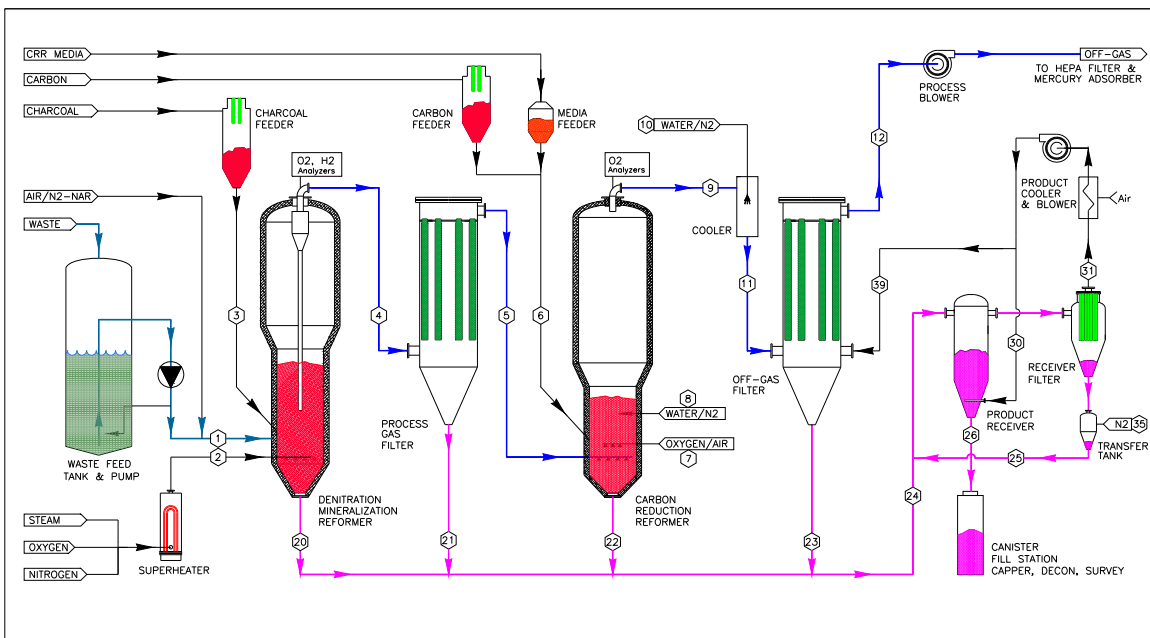 CRR MEDIA
CARBON
CHARCOAL
CHARCOAL
FEEDER
CARBON
FEEDER
MEDIA
FEEDER
PROCESS
BLOWER
OFF-GAS
TO HEPA FILTER &
MERCURY ADSORBER
10
WATER/N2
12
O2, H2
Analyzers
O2
Analyzers
9
COOLER
PRODUCT
COOLER
& BLOWER
Air
AIR/N2-NAR
WASTE
3
4
5
6
11
39
31
30
8
WATER/N2
OXYGEN/AIR
7
OFF-GAS
FILTER
RECEIVER
FILTER
PRODUCT
RECEIVER
N2
35
TRANSFER
TANK
PROCESS
GAS
FILTER
1
2
26
25
WASTE FEED
TANK & PUMP
DENITRATION
MINERALIZATION
REFORMER
CARBON
REDUCTION
REFORMER
24
STEAM
OXYGEN
NITROGEN
SUPERHEATER
20
21
22
23
CANISTER
FILL STATION
CAPPER, DECON, SURVEY